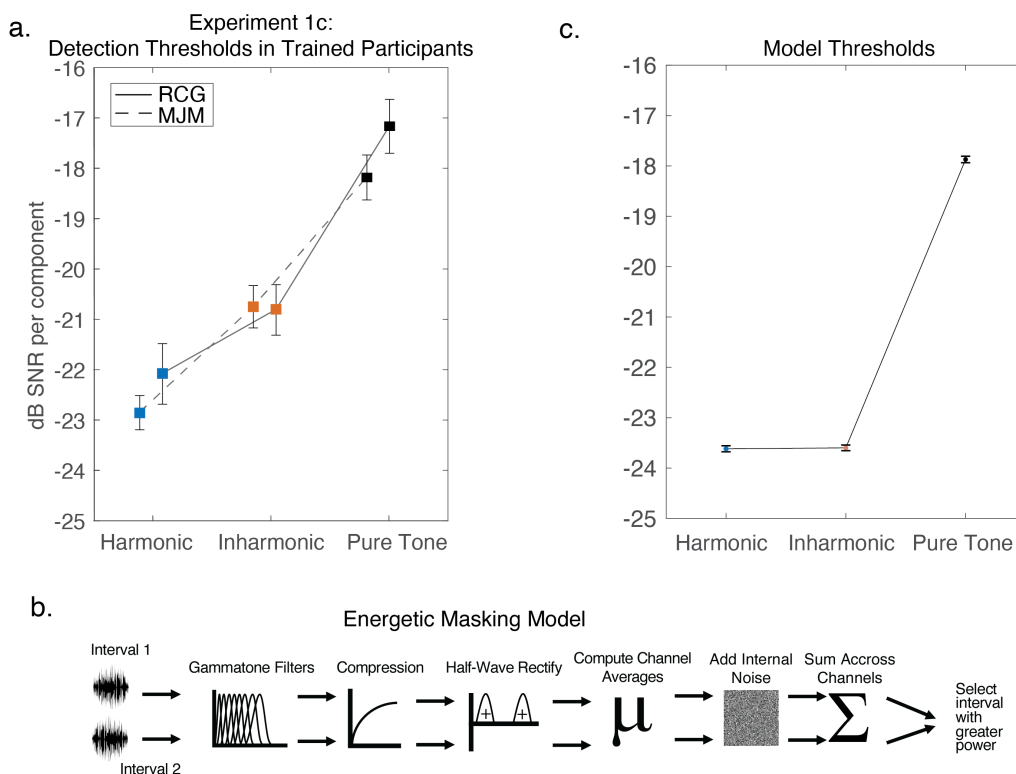 a.
Experiment 1c:
Detection Thresholds in Trained Participants
dB SNR per component
-16
-17
-18
-19
-20
-21
-22
-23
-24
-25
RCG
MJM
Harmonic Inharmonic Pure Tone
c.
Model Thresholds
-16
-17
-18
-19
-20
-21
-22
-23
-24
-25
Harmonic Inharmonic Pure Tone
b.
Energetic Masking Model
Interval 1
Interval 2
Gammatone Filters
Compression
Half-Wave Rectify
+ +
Compute Channel
Averages
μ
Add Internal
Noise
Sum Accross
Channels
Σ
Select
interval
with
greater
power